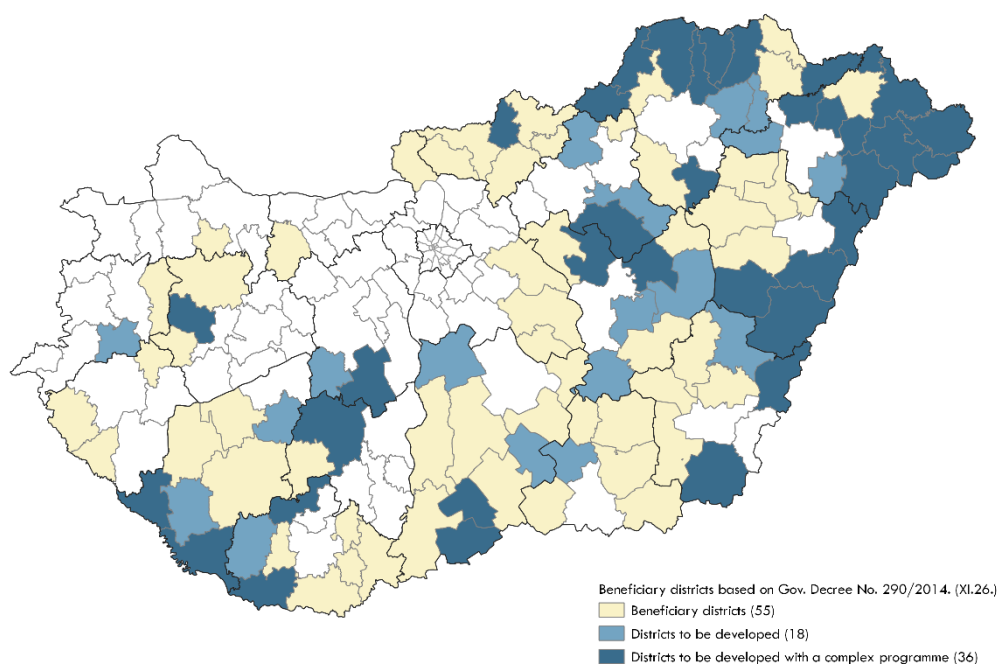 Beneficiary districts based on Gov. Decree No. 290/2014. (XI.26.)
Beneficiary districts (55)
Districts to be developed (18)
Districts to be developed with a complex programme (36)